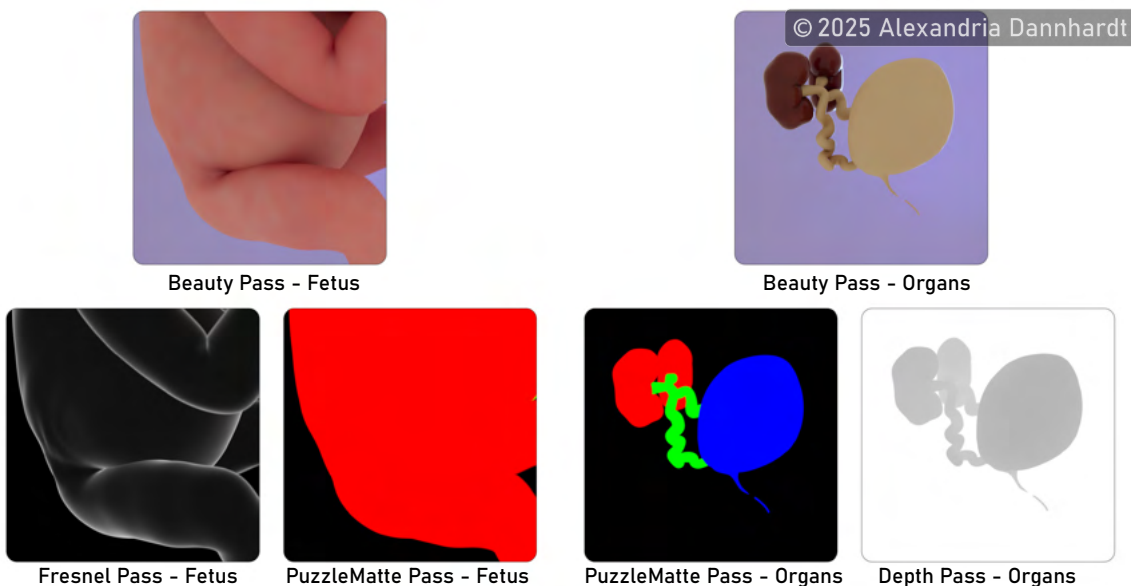 © 2025 Alexandria Dannhardt
Beauty Pass - Fetus
Beauty Pass - Organs
Fresnel Pass - Fetus
PuzzleMatte Pass - Fetus
PuzzleMatte Pass - Organs
Depth Pass - Organs